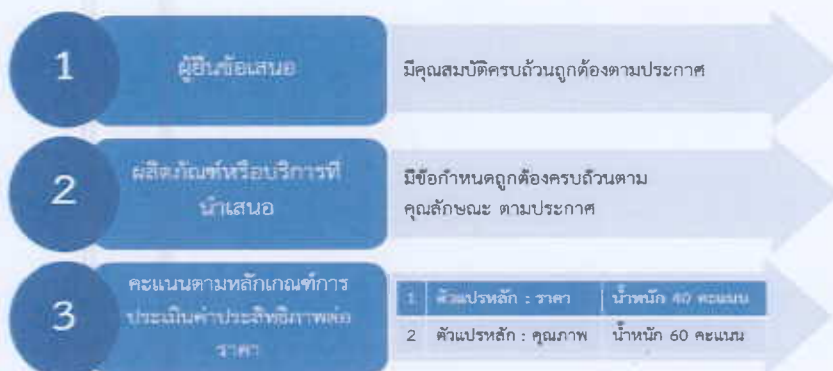 1
ผู้ยื่นข้อเสนอ
มีคุณสมบัติครบถ้วนถูกต้องตามประกาศ
2
ผลิตภัณฑ์หรือบริการที่
นำเสนอ
มีข้อกำหนดถูกต้องครบถ้วนตาม
คุณลักษณะ ตามประกาศ
3
คะแนนตามหลักเกณฑ์การ
ประเมินค่าประสิทธิภาพต่อ
ราคา
1 ตัวแปรหลัก : ราคา น้ำหนัก 40 คะแนน
2 ตัวแปรหลัก : คุณภาพ น้ำหนัก 60 คะแนน